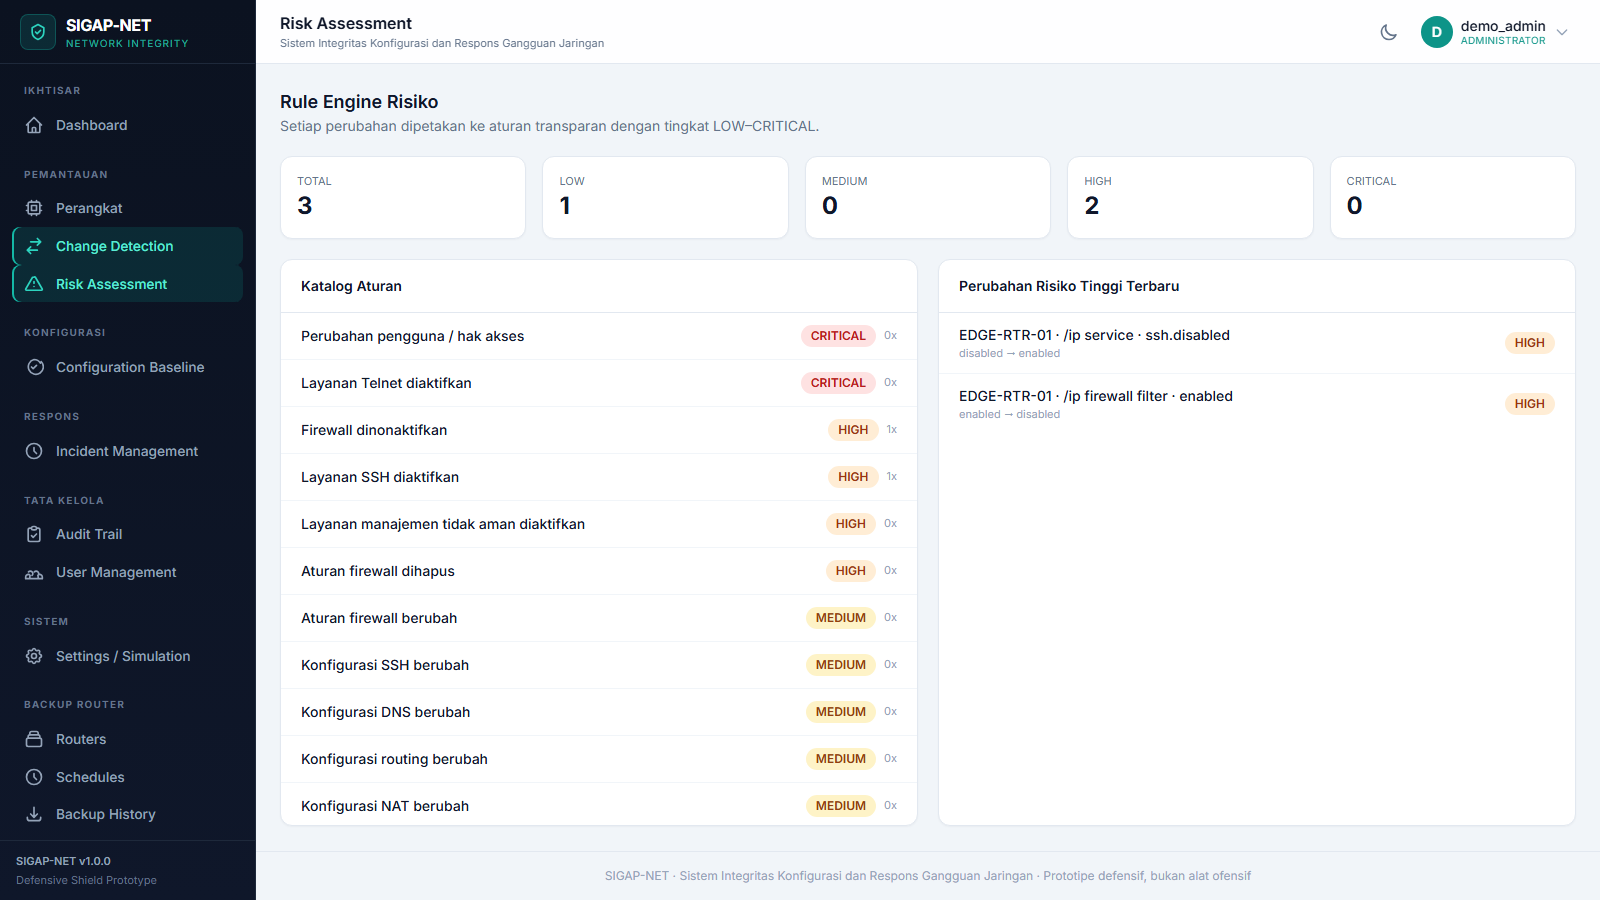 SIGAP-NET
NETWORK INTEGRITY
IKHTISAR
Dashboard
PEMANTAUAN
Perangkat
Change Detection
Risk Assessment
KONFIGURASI
Configuration Baseline
RESPONS
Incident Management
TATA KELOLA
Audit Trail
User Management
SISTEM
Settings / Simulation
BACKUP ROUTER
Routers
Schedules
Backup History
SIGAP-NET v1.0.0
Defensive Shield Prototype
Risk Assessment
Sistem Integritas Konfigurasi dan Respons Gangguan Jaringan
D
demo_admin
ADMINISTRATOR
Rule Engine Risiko
Setiap perubahan dipetakan ke aturan transparan dengan tingkat LOW–CRITICAL.
TOTAL
3
LOW
1
MEDIUM
0
HIGH
2
CRITICAL
0
Katalog Aturan
Perubahan pengguna / hak akses CRITICAL 0x
Layanan Telnet diaktifkan CRITICAL 0x
Firewall dinonaktifkan HIGH 1x
Layanan SSH diaktifkan HIGH 1x
Layanan manajemen tidak aman diaktifkan HIGH 0x
Aturan firewall dihapus HIGH 0x
Aturan firewall berubah MEDIUM 0x
Konfigurasi SSH berubah MEDIUM 0x
Konfigurasi DNS berubah MEDIUM 0x
Konfigurasi routing berubah MEDIUM 0x
Konfigurasi NAT berubah MEDIUM 0x
Perubahan Risiko Tinggi Terbaru
EDGE-RTR-01 · /ip service · ssh.disabled
disabled → enabled
HIGH
EDGE-RTR-01 · /ip firewall filter · enabled
enabled → disabled
HIGH
SIGAP-NET · Sistem Integritas Konfigurasi dan Respons Gangguan Jaringan · Prototipe defensif, bukan alat ofensif